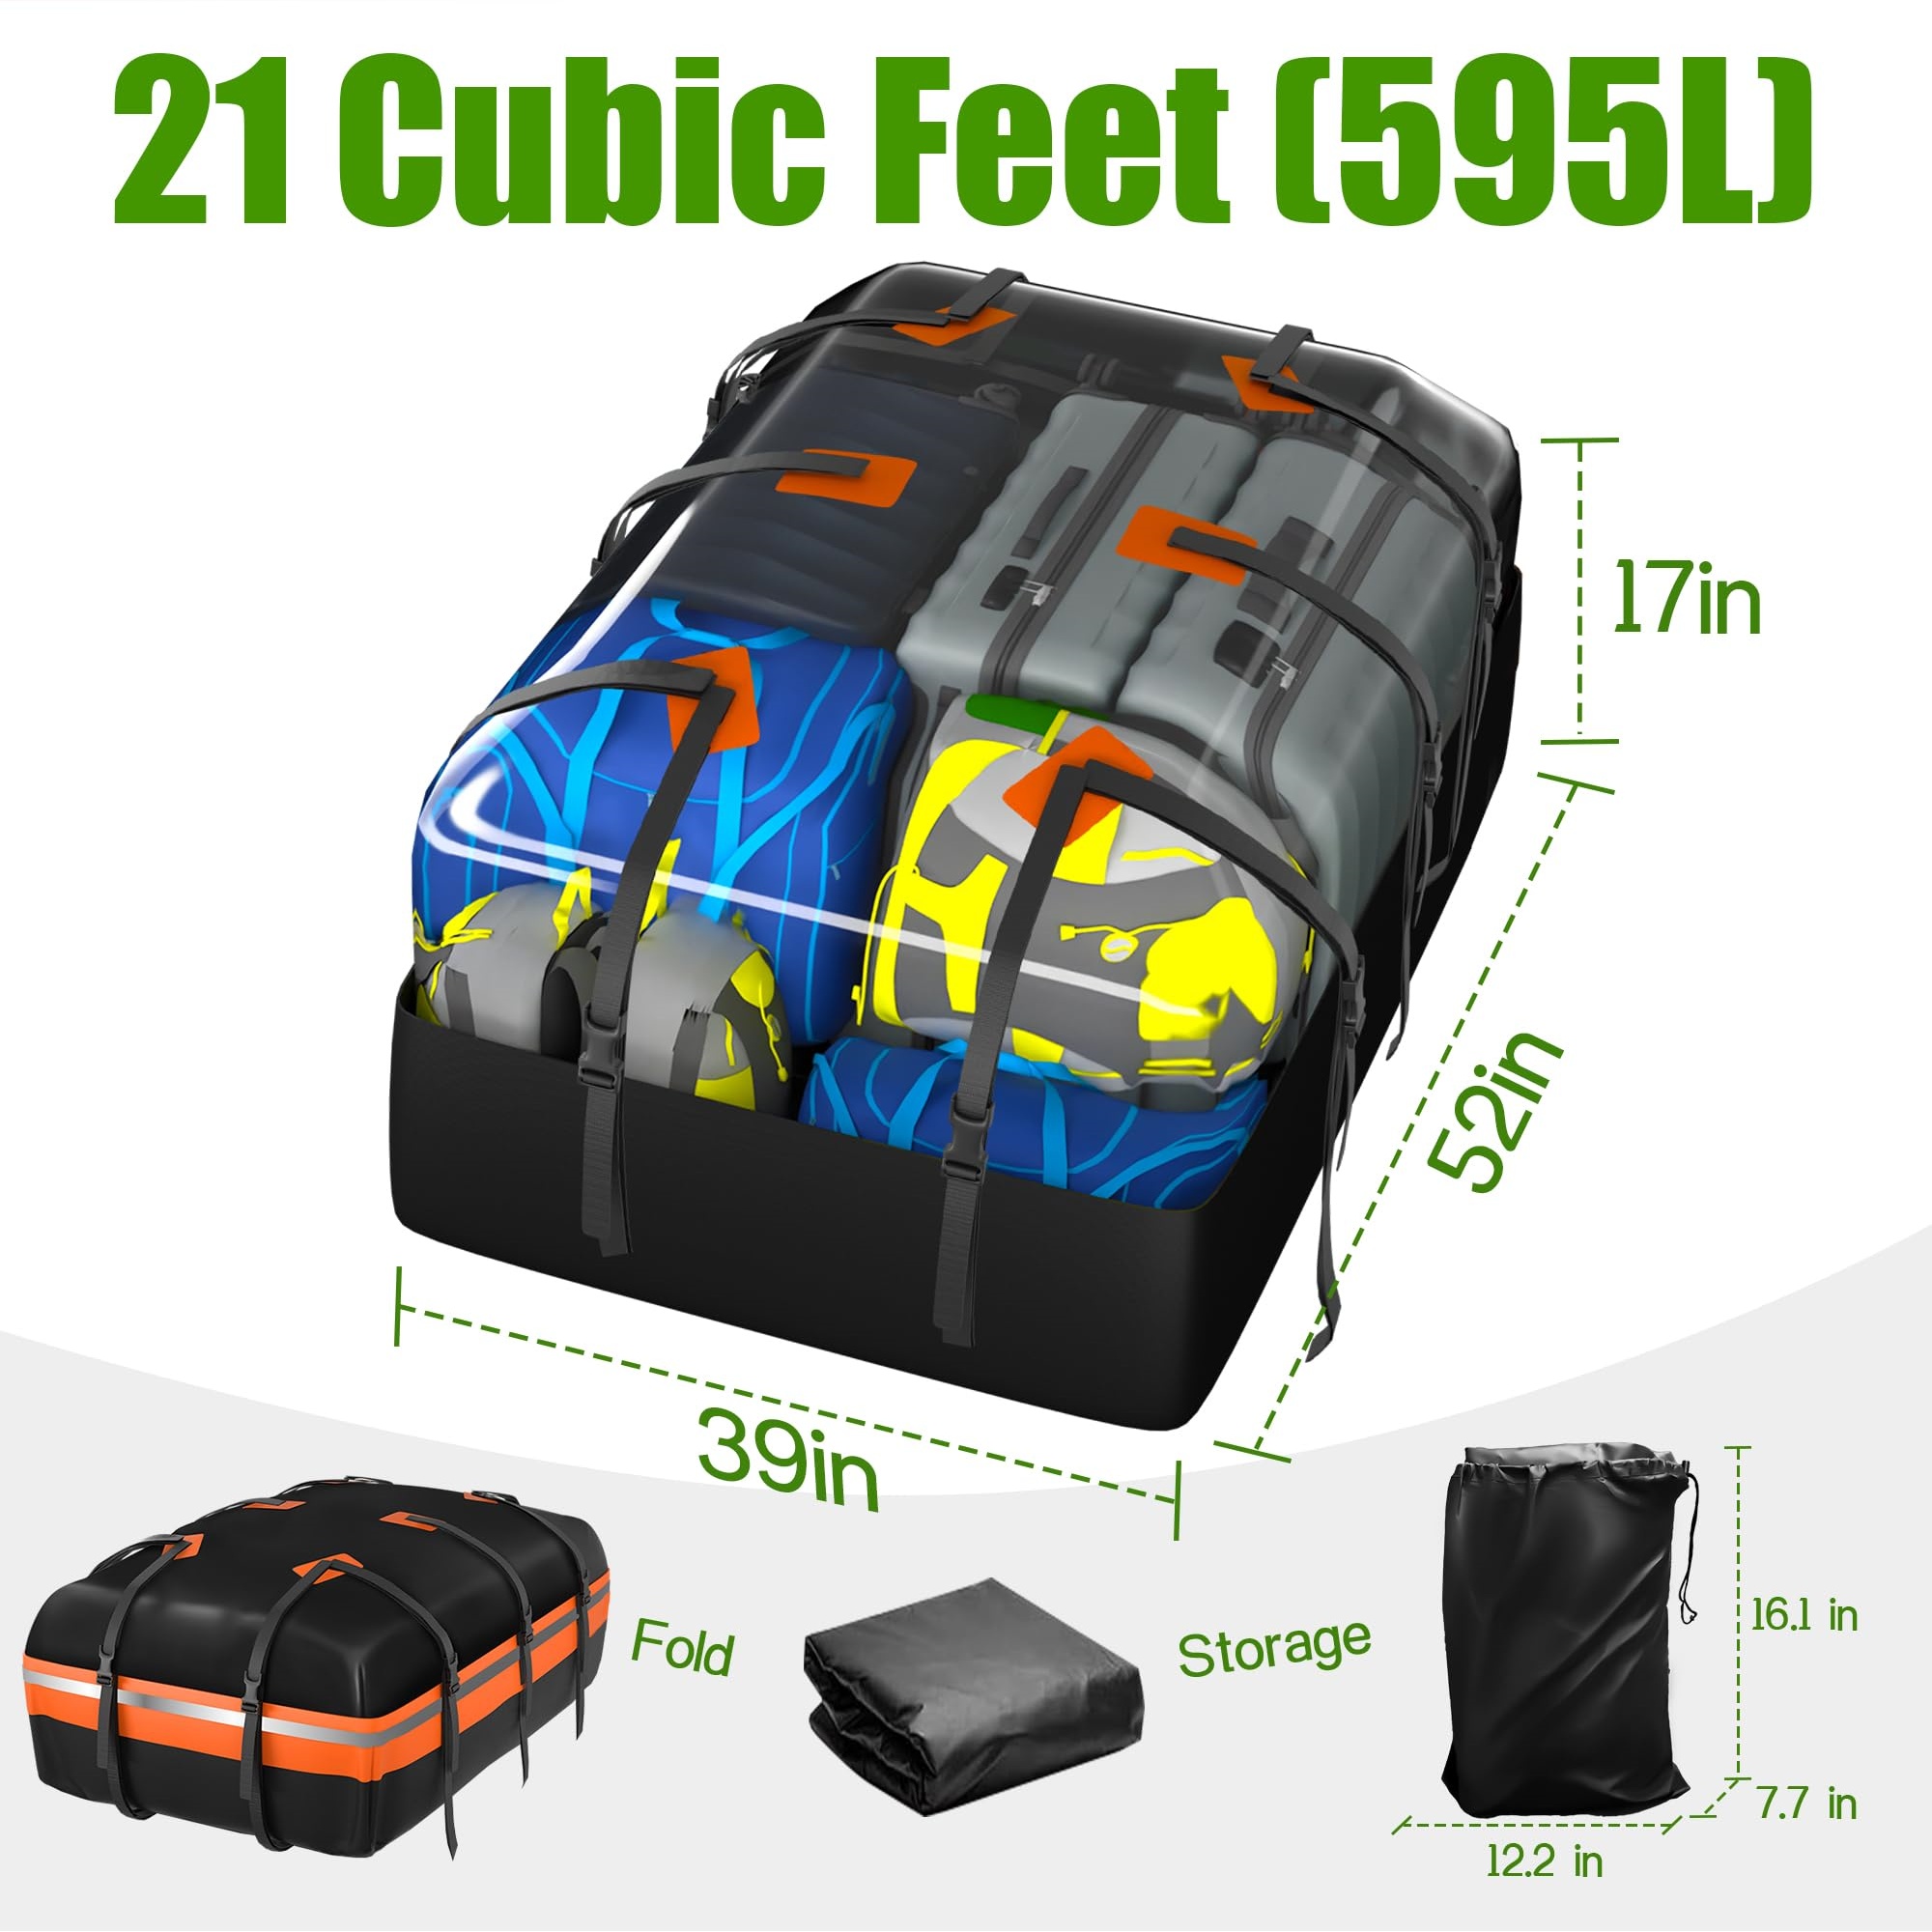 21 Cubic Feet (595L)
17in
52in
39in
Fold
Storage
16.1 in
7.7 in
12.2 in